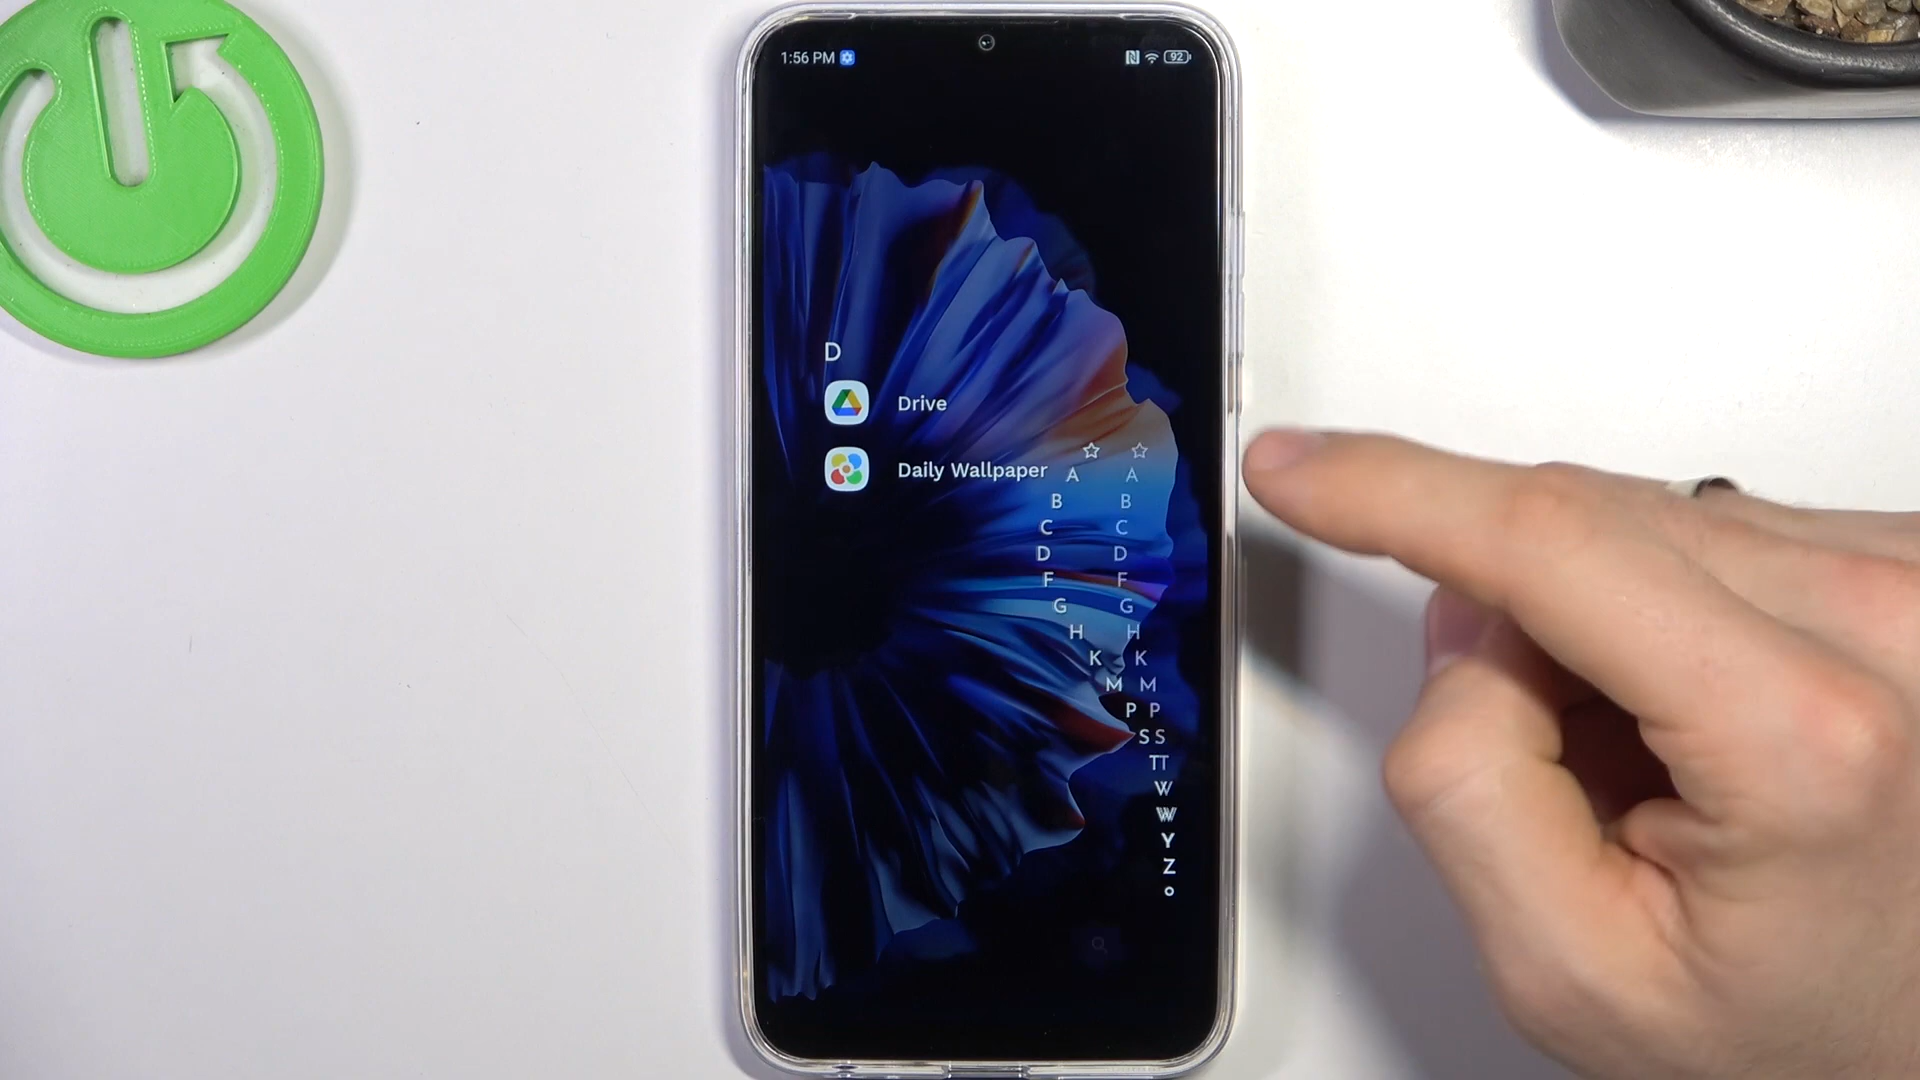 1:56 PM
92
D
Drive
Daily Wallpaper
A A
B B
C C
D D
F F
G G
H H
K K
M M
P P
S S
T T
W
W
Y
Z